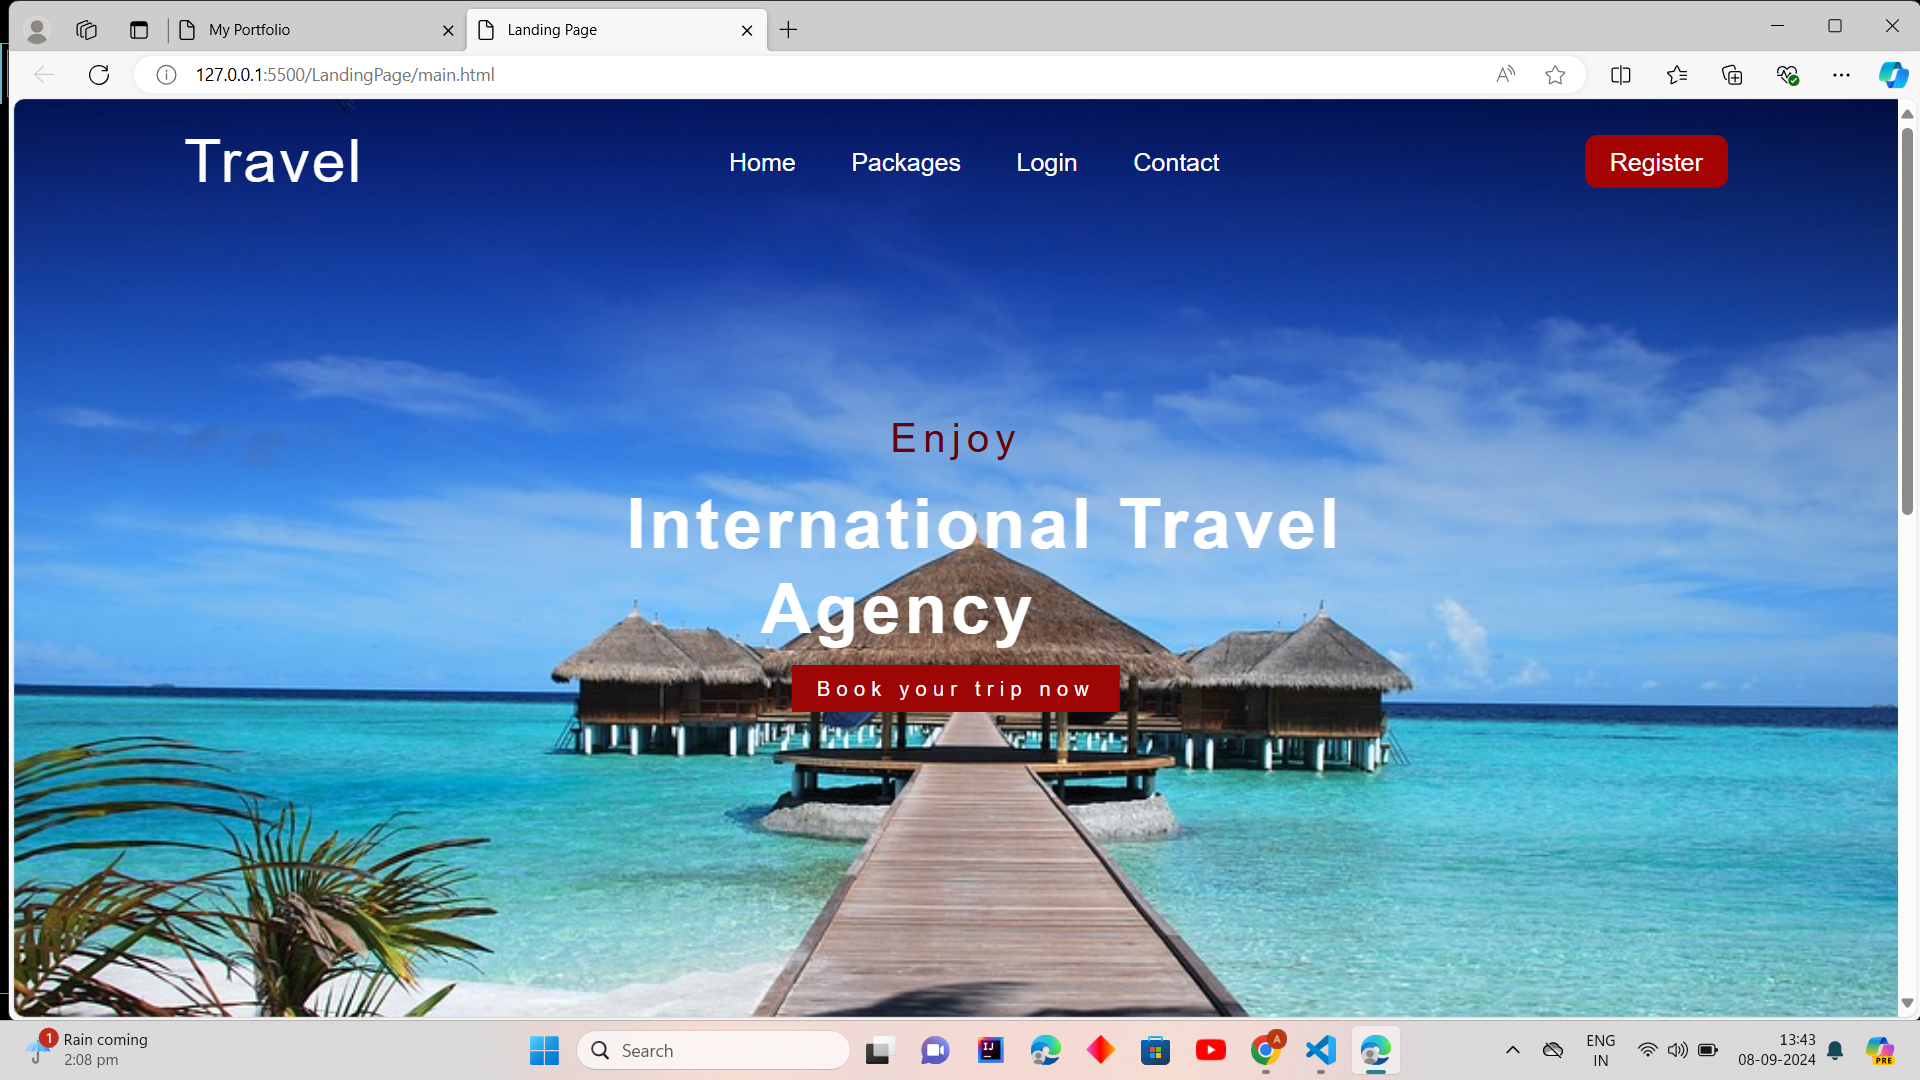 My Portfolio
Landing Page
127.0.0.1:5500/LandingPage/main.html
Travel
Home
Packages
Login
Contact
Register
Enjoy
International Travel
Agency
Book your trip now
1
Rain coming
2:08 pm
Search
IJ
A
ENG
IN
13:43
08-09-2024
PRE